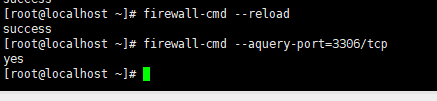 success
[root@localhost ~]# firewall-cmd --reload
success
[root@localhost ~]# firewall-cmd --aquery-port=3306/tcp
yes
[root@localhost ~]#